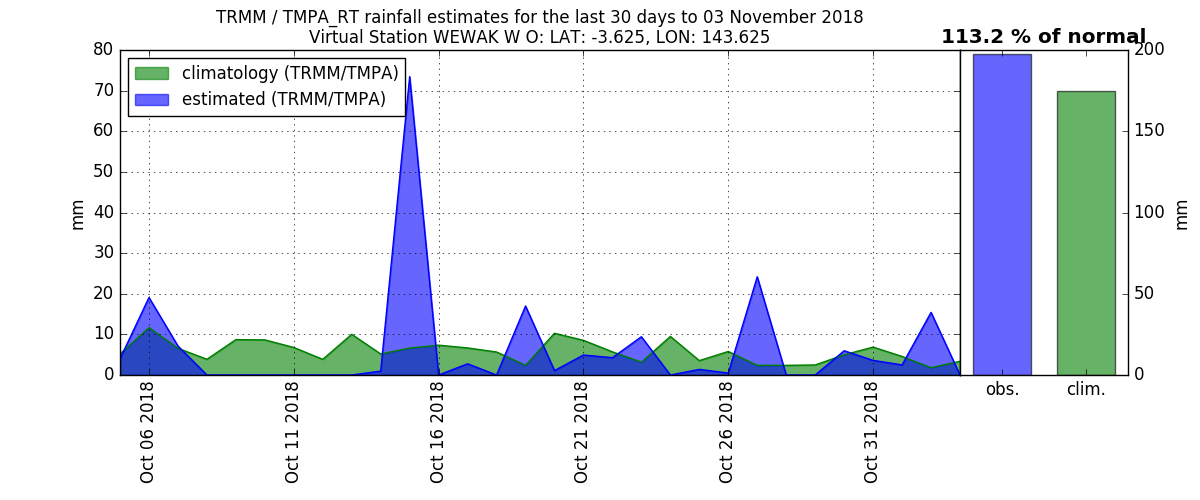 TRMM / TMPA_RT rainfall estimates for the last 30 days to 03 November 2018
Virtual Station WEWAK W O: LAT: -3.625, LON: 143.625
113.2 % of normal
climatology (TRMM/TMPA)
estimated (TRMM/TMPA)
80
70
60
50
40
30
20
10
0
mm
Oct 06 2018
Oct 11 2018
Oct 16 2018
Oct 21 2018
Oct 26 2018
Oct 31 2018
200
150
100
50
0
mm
obs.
clim.